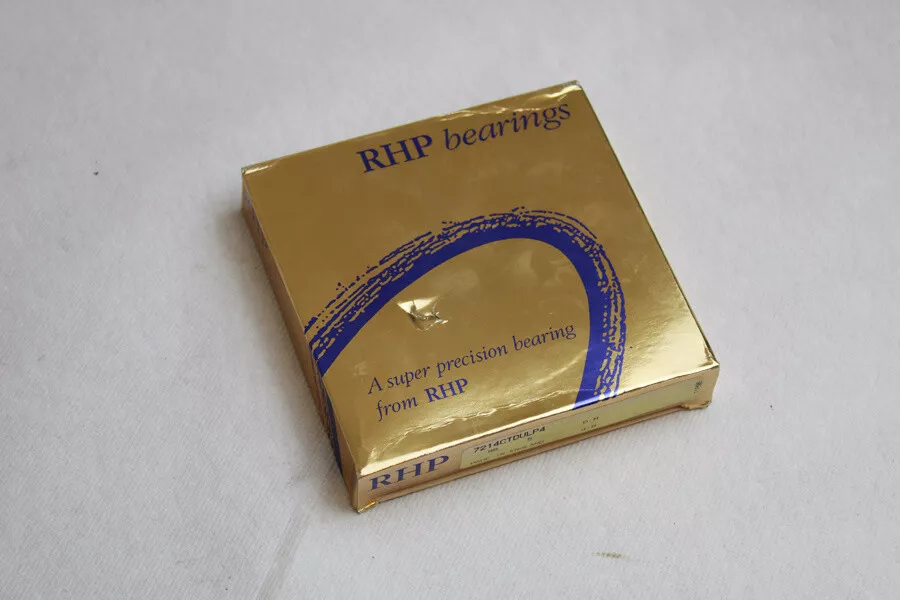 RHP bearings
A super precision bearing
from RHP
RHP
7214CTDULP4